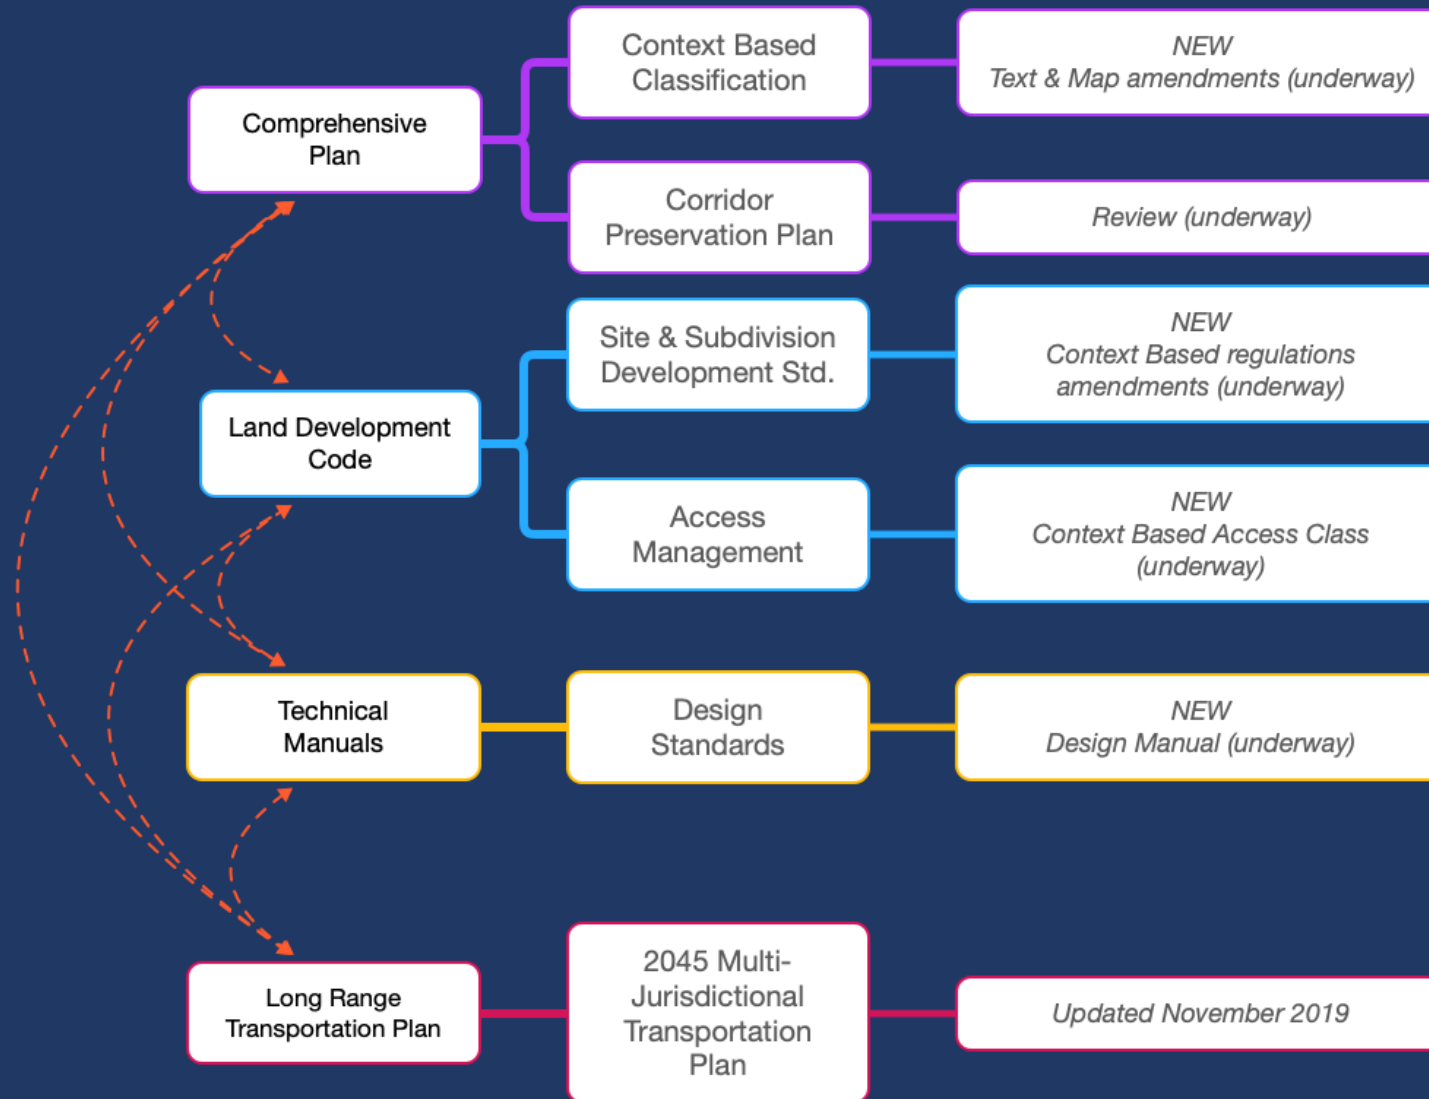 Comprehensive
Plan
Context Based
Classification
NEW
Text & Map amendments (underway)
Corridor
Preservation Plan
Review (underway)
Land Development
Code
Site & Subdivision
Development Std.
NEW
Context Based regulations
amendments (underway)
Access
Management
NEW
Context Based Access Class
(underway)
Technical
Manuals
Design
Standards
NEW
Design Manual (underway)
Long Range
Transportation Plan
2045 Multi-
Jurisdictional
Transportation
Plan
Updated November 2019